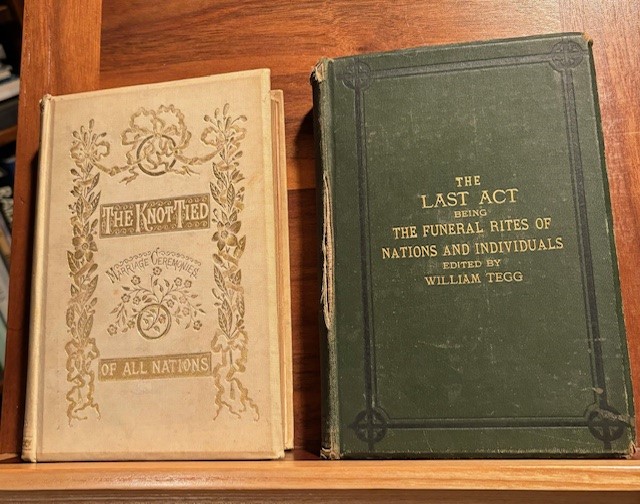 THE KNOT TIED
MARRIAGE CEREMONIES
OF ALL NATIONS
THE
LAST ACT
BEING
THE FUNERAL RITES OF
NATIONS AND INDIVIDUALS
EDITED BY
WILLIAM TEGG